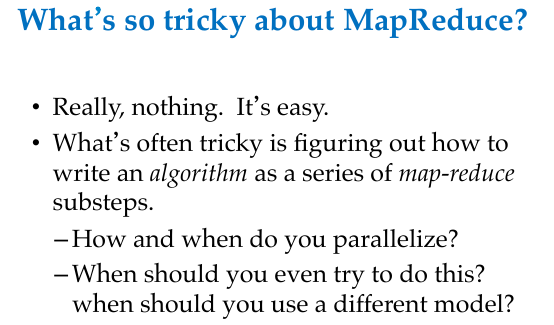 What's so tricky about MapReduce?
• Really, nothing.  It's easy.
• What's often tricky is figuring out how to
write an algorithm as a series of map-reduce
substeps.
–How and when do you parallelize?
–When should you even try to do this?
when should you use a different model?